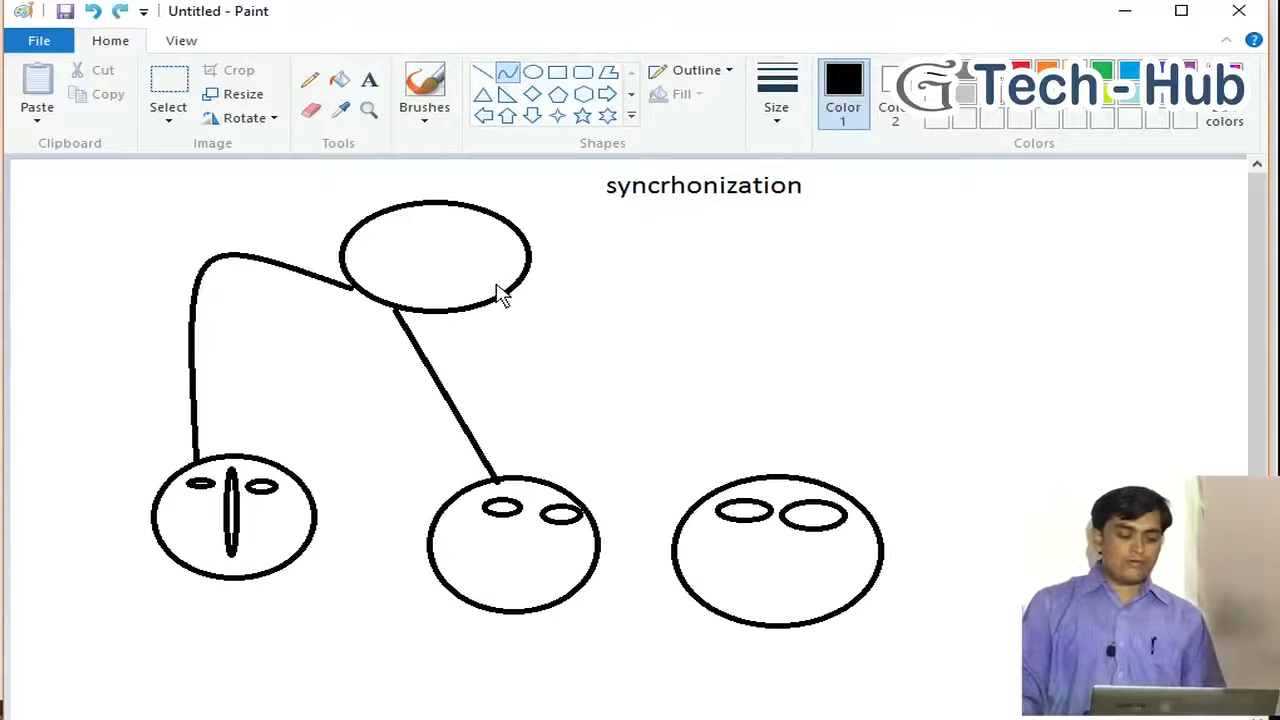 Untitled - Paint
File Home View
Cut
Copy
Paste
Clipboard
Crop
Resize
Rotate
Select
Image
A
Tools
Brushes
Outline
Fill
Shapes
Size
Color 1
Colors
G Tech - Hub
colors
syncrhonization